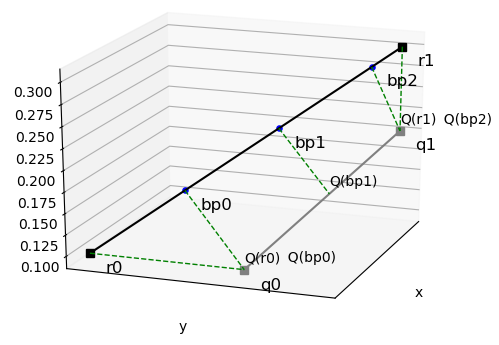 r1
bp2
0.300
0.275
Q(r1) Q(bp2)
0.250
bp1
q1
0.225
0.200
Q(bp1)
0.175
bp0
0.150
0.125
Q(r0) Q(bp0)
0.100
r0
q0
x
y